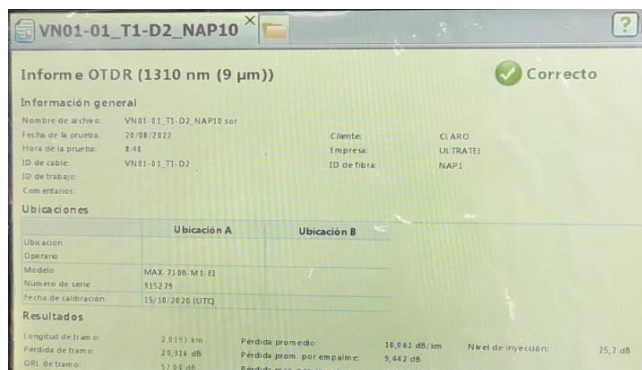 VN01-01_T1-D2_NAP10
?
Informe OTDR (1310 nm (9 µm))
Correcto
Información general
Nombre de archivo: VN01-01_T1-D2_NAP10.sor
Fecha de la prueba: 20/08/2022 Cliente: CLARO
Hora de la prueba: 8:48 Empresa: ULTRATEL
ID de cable: VN01-01_T1-D2 ID de fibra: NAP1
ID de trabajo:
Comentarios:
Ubicaciones
Ubicación A Ubicación B
Ubicación
Operario
Modelo MAX-710B-M1-EI
Número de serie 915279
Fecha de calibración 15/10/2020 (UTC)
Resultados
Longitud de tramo: 2,0193 km Pérdida promedio: 10,061 dB/km Nivel de inyección: 25,7 dB
Pérdida de tramo: 20,316 dB Pérdida prom. por empalme: 9,442 dB
ORL de tramo: 57,04 dB